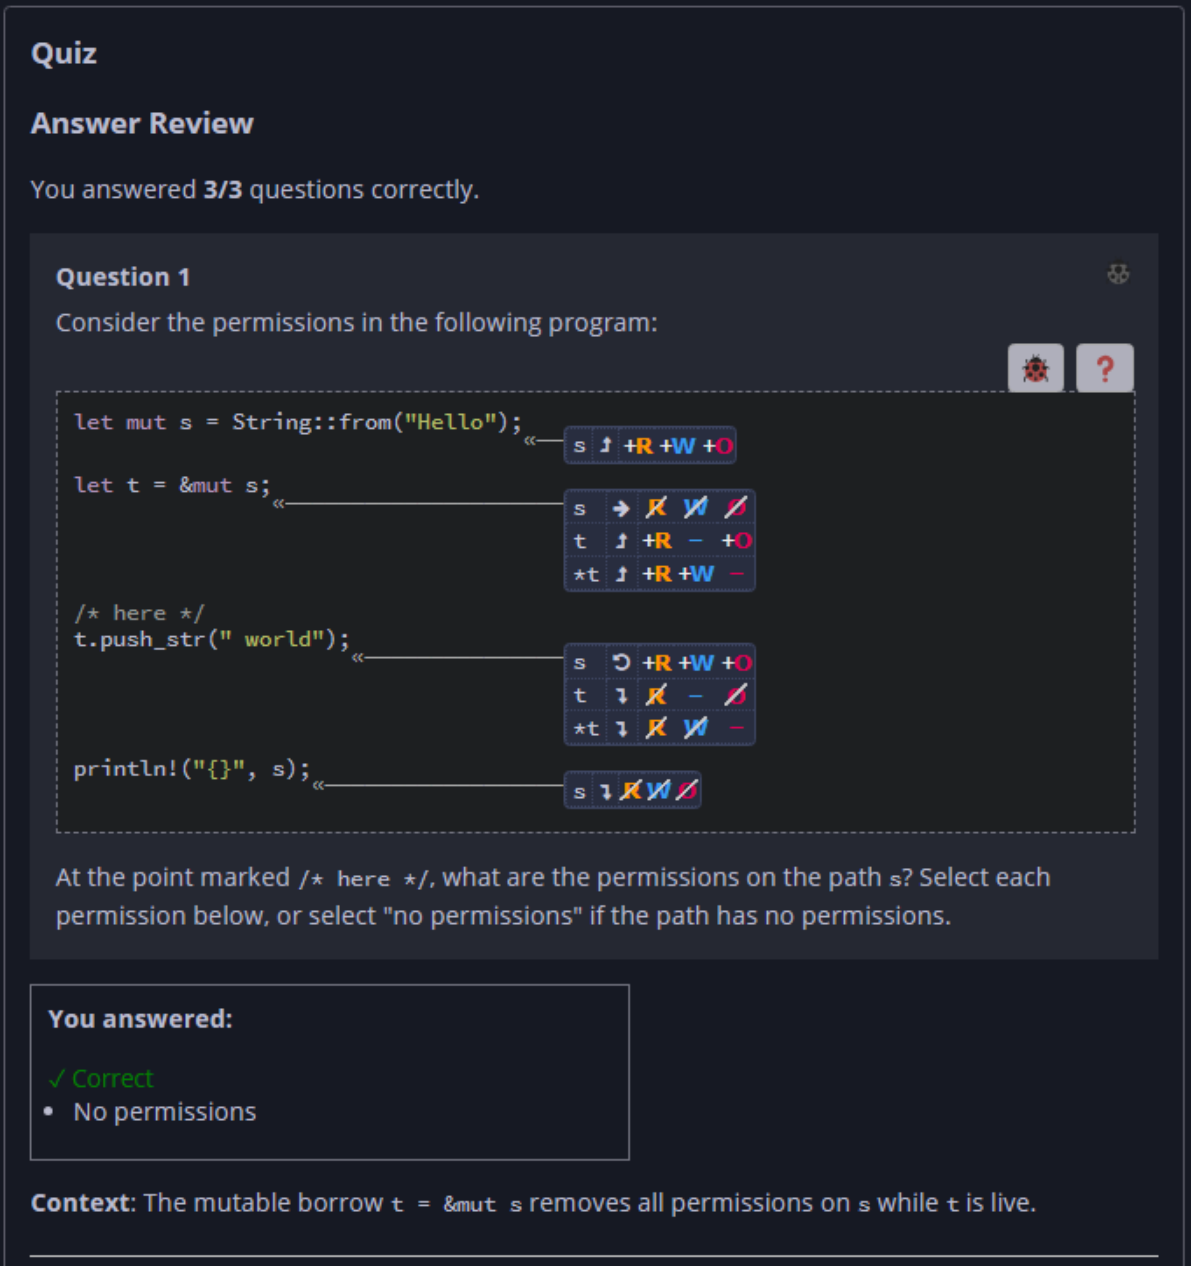 Quiz
Answer Review
You answered 3/3 questions correctly.
Question 1
Consider the permissions in the following program:
?
let mut s = String::from("Hello");
«
s ⤴ +R +W +O
let t = &mut s;
«
s → R W O
t ⤴ +R – +O
*t ⤴ +R +W –
/* here */
t.push_str(" world");
«
s ↻ +R +W +O
t ⤵ R – O
*t ⤵ R W –
println!("{}", s);
«
s ⤵ R W O
At the point marked /* here */, what are the permissions on the path s? Select each
permission below, or select "no permissions" if the path has no permissions.
You answered:
✓ Correct
• No permissions
Context: The mutable borrow t = &mut s removes all permissions on s while t is live.